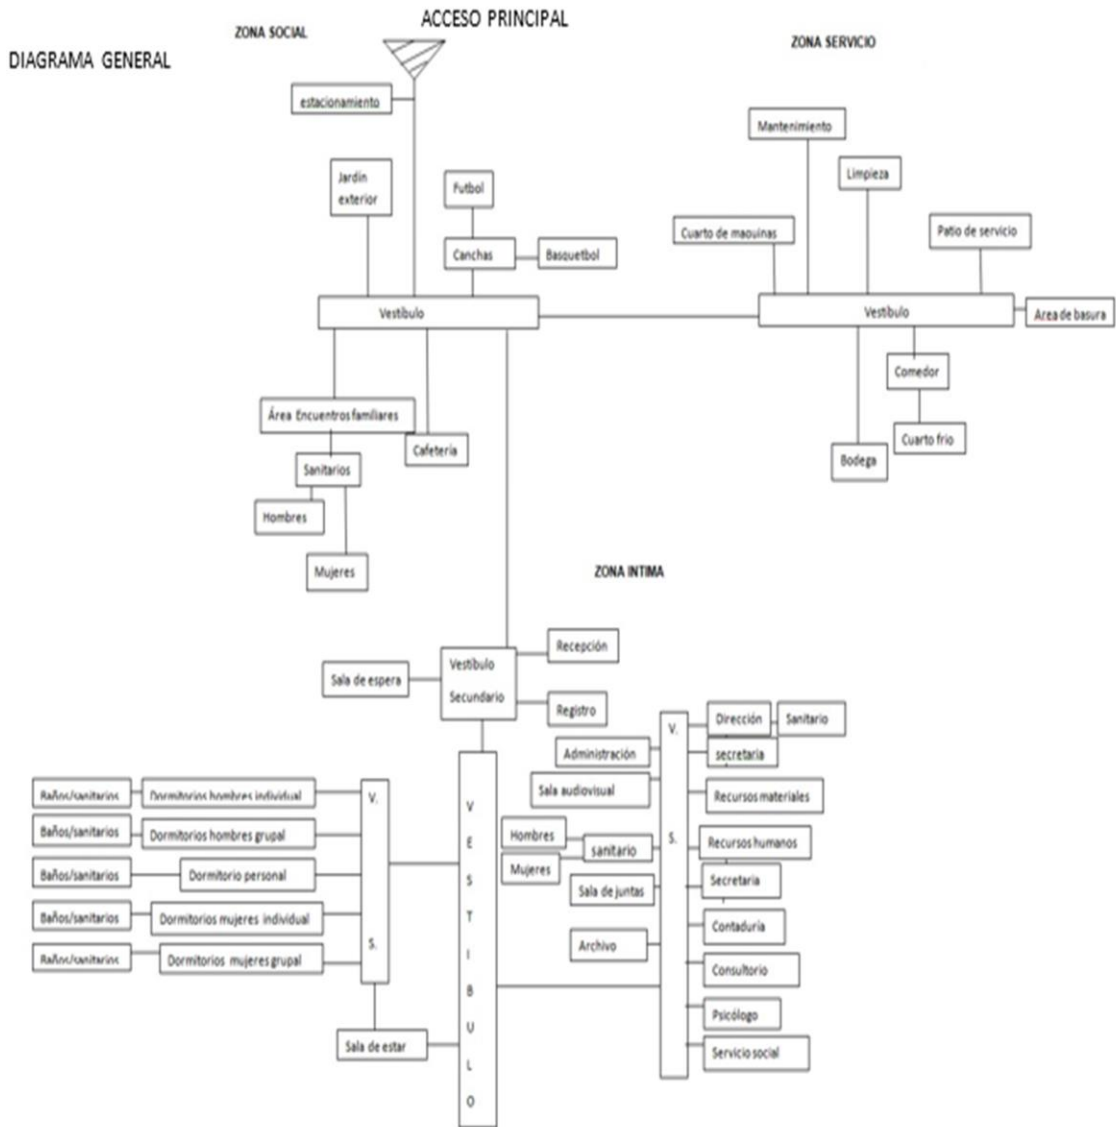 ACCESO PRINCIPAL
ZONA SOCIAL
ZONA SERVICIO
DIAGRAMA GENERAL
estacionamiento
Mantenimiento
Jardín
exterior
Futbol
Limpieza
Cuarto de maquinas
Patio de servicio
Canchas
Basquetbol
Vestíbulo
Vestíbulo
Area de basura
Comedor
Área Encuentros familiares
Cafetería
Cuarto frio
Bodega
Sanitarios
Hombres
Mujeres
ZONA INTIMA
Recepción
Vestíbulo
Secundario
Sala de espera
Registro
Dirección
Sanitario
V.
S.
Administración
secretaria
Sala audiovisual
Recursos materiales
Hombres
Mujeres
sanitario
Recursos humanos
Sala de juntas
Secretaria
Archivo
Contaduría
Consultorio
Psicólogo
Servicio social
V
E
S
T
I
B
U
L
O
V.
S.
Baños/sanitarios
Dormitorios hombres individual
Baños/sanitarios
Dormitorios hombres grupal
Baños/sanitarios
Dormitorio personal
Baños/sanitarios
Dormitorios mujeres individual
Baños/sanitarios
Dormitorios mujeres grupal
Sala de estar